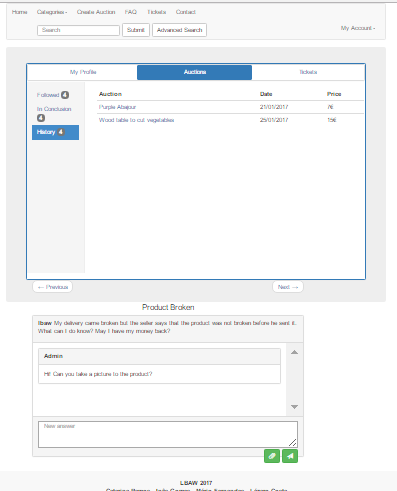 Home Categories Create Auction FAQ Tickets Contact
Search Submit Advanced Search My Account
My Profile Auctions Tickets
Followed 4
In Conclusion
4
History 4
Auction Date Price
Purple Abajour 21/01/2017 7€
Wood table to cut vegetables 25/01/2017 15€
← Previous Next →
Product Broken
lbaw My delivery came broken but the seller says that the product was not broken before he sent it.
What can I do know? May I have my money back?
Admin
Hi! Can you take a picture to the product?
New answer
LBAW 2017